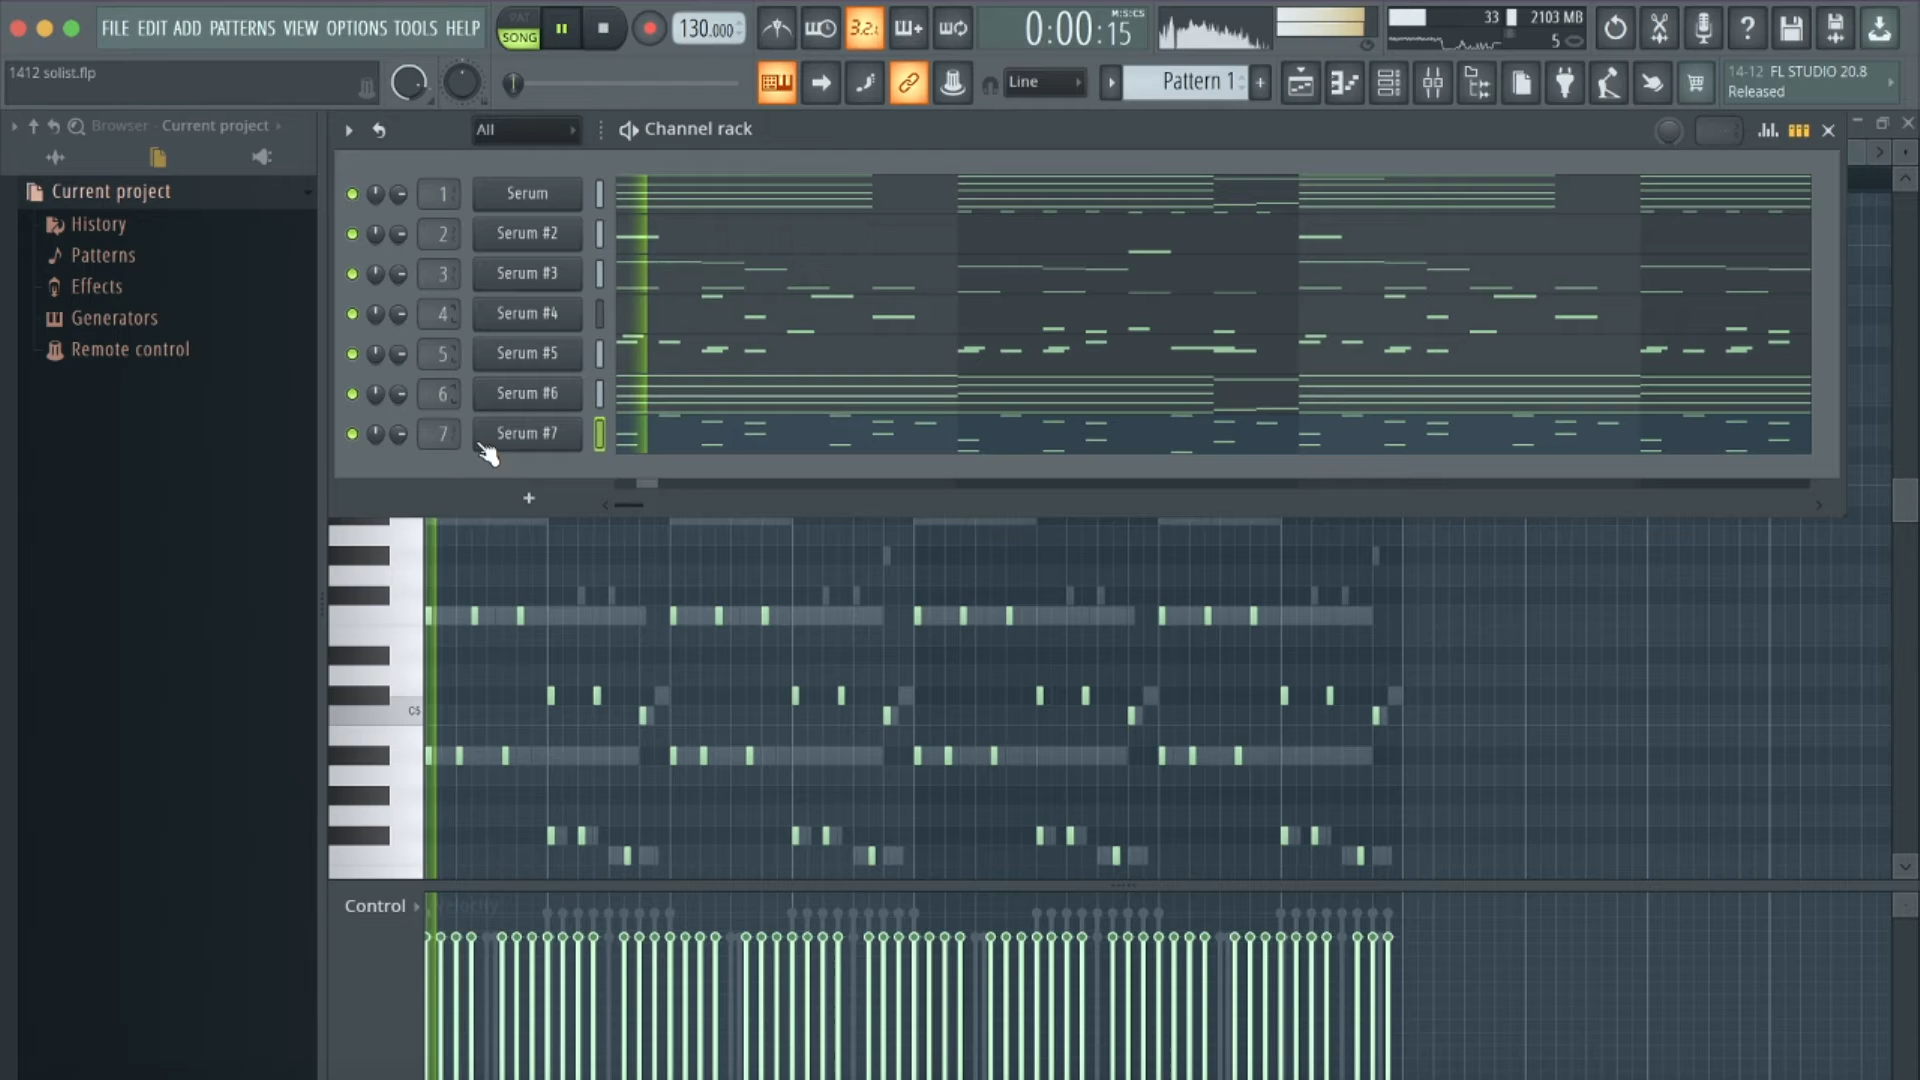 FILE EDIT ADD PATTERNS VIEW OPTIONS TOOLS HELP
PAT
SONG
130.000
3.2.
0:00:15
M:S:CS
33
2103 MB
5
1412 solist.flp
Line
Pattern 1
+
14-12 FL STUDIO 20.8
Released
Browser - Current project
All
Channel rack
Current project
History
Patterns
Effects
Generators
Remote control
1 Serum
2 Serum #2
3 Serum #3
4 Serum #4
5 Serum #5
6 Serum #6
7 Serum #7
+
C5
Control